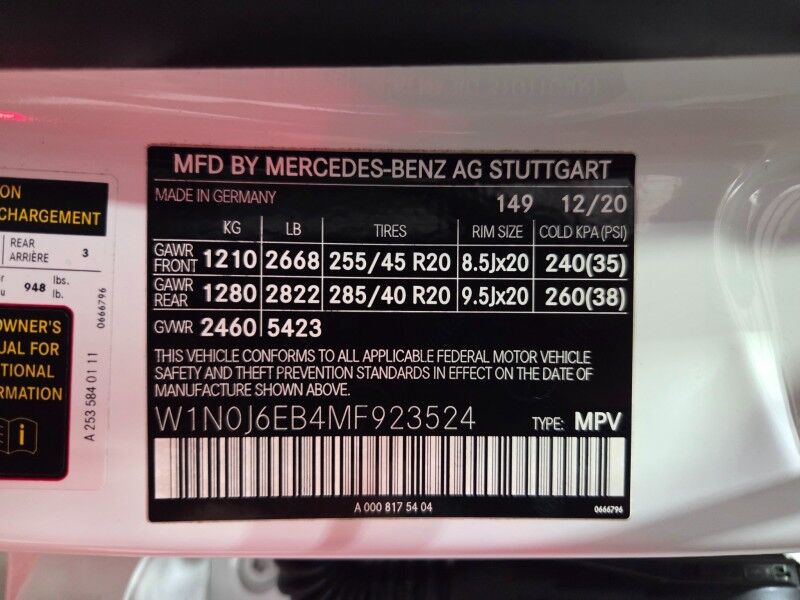 ON
CHARGEMENT
REAR
ARRIÈRE 3
948 lbs.
lb.
0666796
OWNER'S
UAL FOR
TIONAL
RMATION
i
A 253 584 01 11
MFD BY MERCEDES-BENZ AG STUTTGART
MADE IN GERMANY 149 12/20
KG LB TIRES RIM SIZE COLD KPA(PSI)
GAWR FRONT 1210 2668 255/45 R20 8.5Jx20 240(35)
GAWR REAR 1280 2822 285/40 R20 9.5Jx20 260(38)
GVWR 2460 5423
THIS VEHICLE CONFORMS TO ALL APPLICABLE FEDERAL MOTOR VEHICLE
SAFETY AND THEFT PREVENTION STANDARDS IN EFFECT ON THE DATE OF
MANUFACTURE SHOWN ABOVE.
W1N0J6EB4MF923524 TYPE: MPV
A 000 817 54 04 0666796